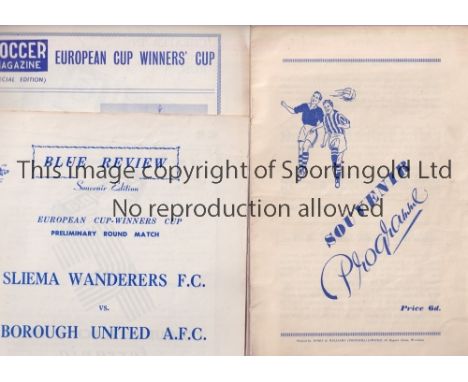 SOCCER
MAGAZINE
EUROPEAN CUP WINNERS' CUP
(SPECIAL EDITION)
BLUE REVIEW
Souvenir Edition
EUROPEAN CUP-WINNERS CUP
PRELIMINARY ROUND MATCH
SLIEMA WANDERERS F.C.
vs.
BOROUGH UNITED A.F.C.
SOUVENIR
Programme
Price 6d.
This image copyright of Sportingold Ltd
No reproduction allowed